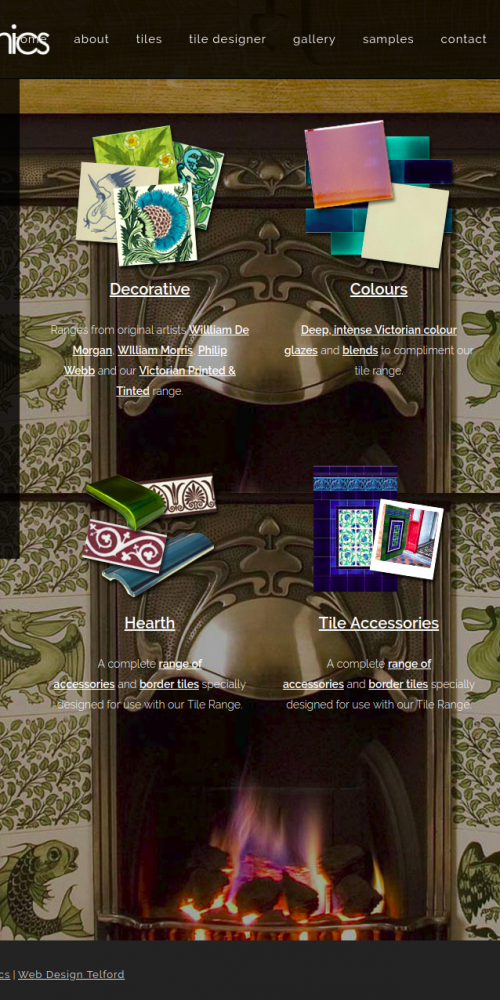 nics
home about tiles tile designer gallery samples contact
Decorative
Ranges from original artists Willliam De
Morgan, WIlliam Morris, Philip
Webb and our Victorian Printed &
Tinted range.
Colours
Deep, intense Victorian colour
glazes and blends to compliment our
tile range.
Hearth
A complete range of
accessories and border tiles specially
designed for use with our Tile Range.
Tile Accessories
A complete range of
accessories and border tiles specially
designed for use with our Tile Range.
cs | Web Design Telford